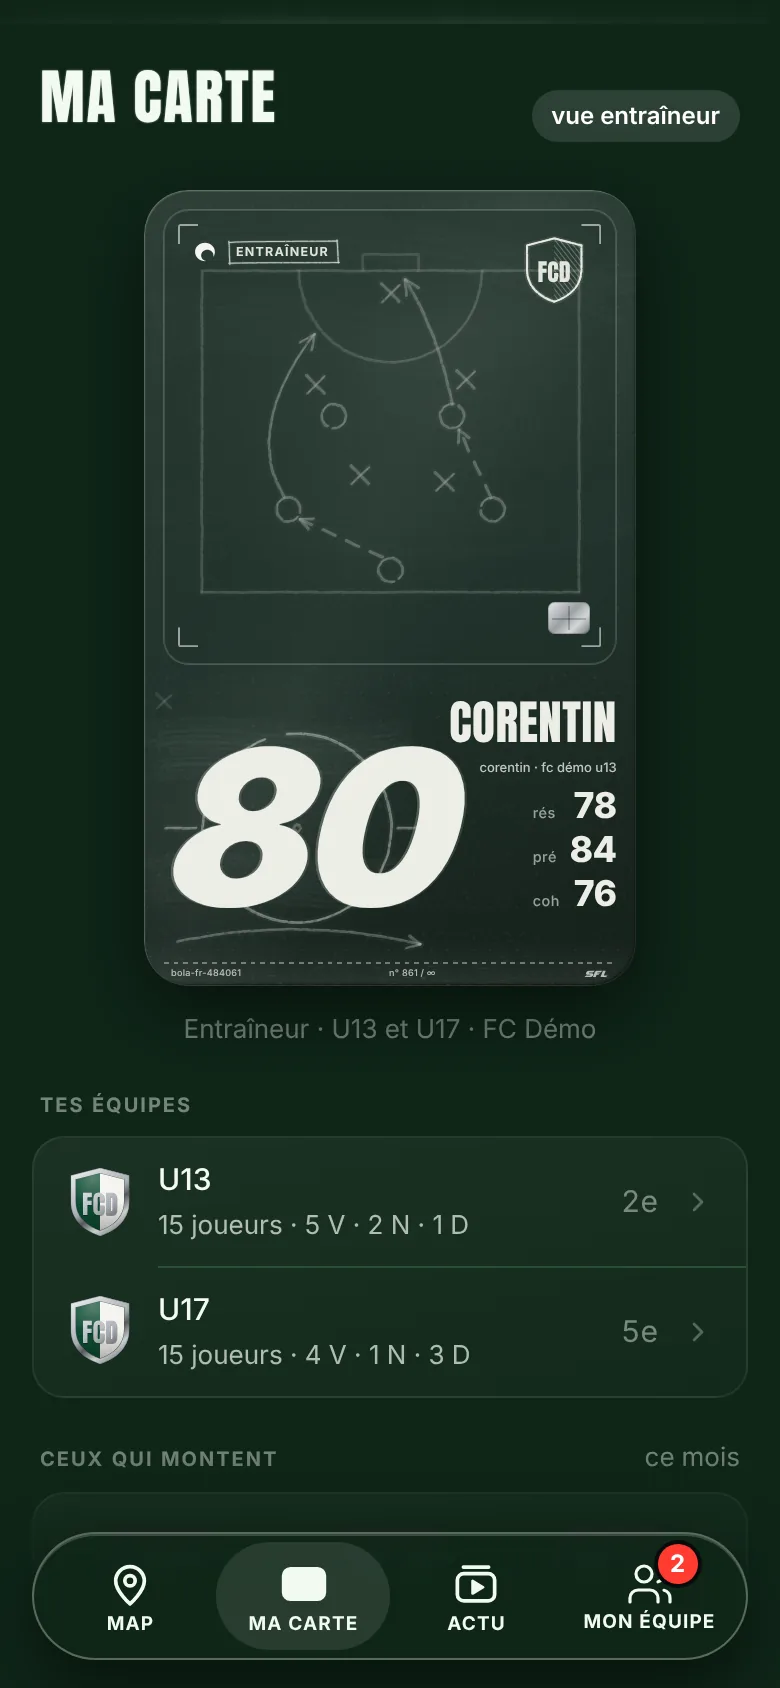 MA CARTE
vue entraîneur
ENTRAÎNEUR
FCD
CORENTIN
corentin · fc démo u13
80
rés 78
pré 84
coh 76
bola-fr-484061 n° 861 / ∞ SFL
Entraîneur · U13 et U17 · FC Démo
TES ÉQUIPES
FCD
U13
15 joueurs · 5 V · 2 N · 1 D
2e
FCD
U17
15 joueurs · 4 V · 1 N · 3 D
5e
CEUX QUI MONTENT ce mois
2
MAP MA CARTE ACTU MON ÉQUIPE